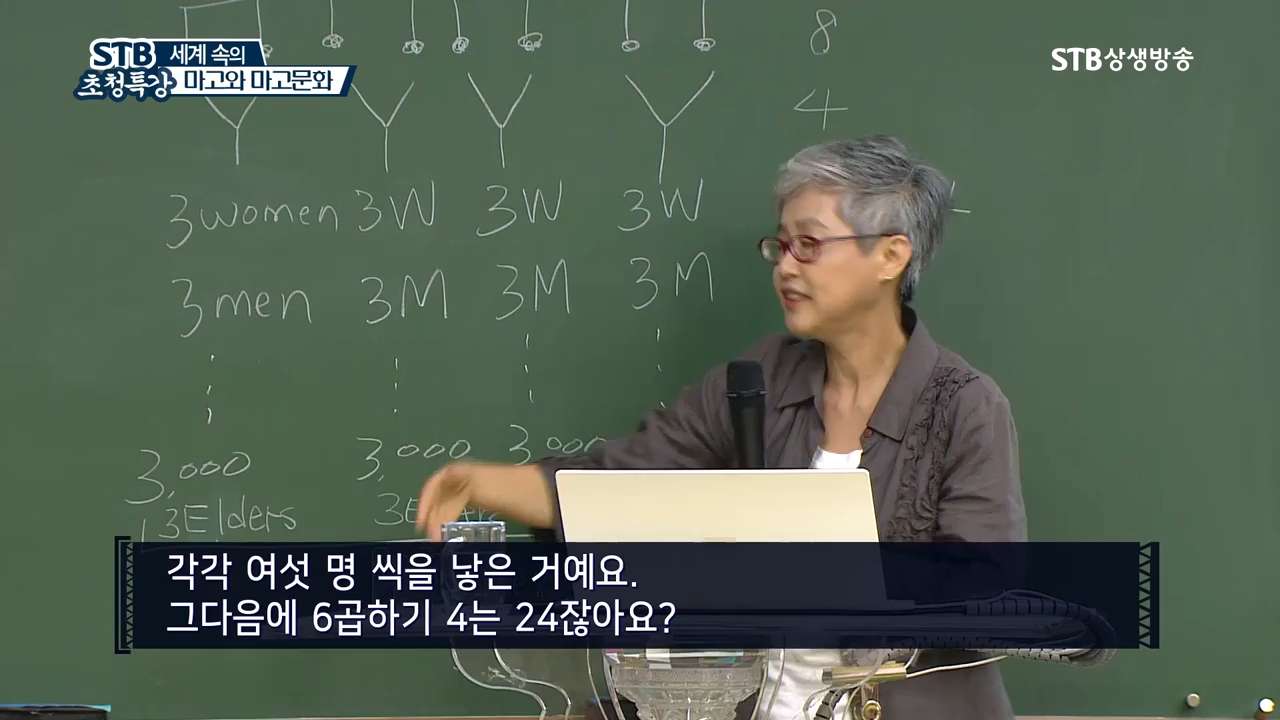 STB 세계 속의
초청특강 마고와 마고문화
STB상생방송
8
4
3women 3W 3W 3W
3men 3M 3M 3M
3,000 3,000
3Elders
각각 여섯 명 씩을 낳은 거예요.
그다음에 6곱하기 4는 24잖아요?